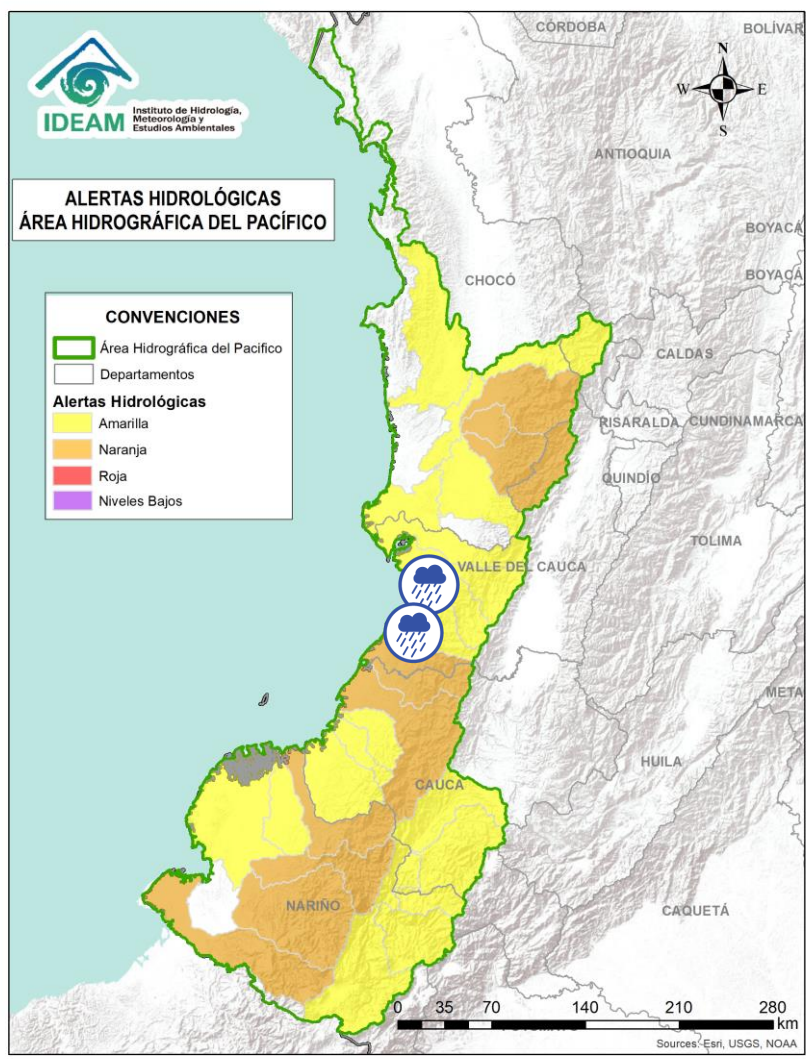 CÓRDOBA
BOLÍVAR
N
W
E
S
IDEAM
Instituto de Hidrología,
Meteorología y
Estudios Ambientales
ANTIOQUIA
ALERTAS HIDROLÓGICAS
ÁREA HIDROGRÁFICA DEL PACÍFICO
BOYACÁ
BOYACÁ
CHOCÓ
CONVENCIONES
Área Hidrográfica del Pacifico
Departamentos
Alertas Hidrológicas
Amarilla
Naranja
Roja
Niveles Bajos
CALDAS
RISARALDA
CUNDINAMARCA
QUINDÍO
TOLIMA
VALLE DEL CAUCA
META
HUILA
CAUCA
NARIÑO
CAQUETÁ
0 35 70 140 210 280
km
Sources: Esri, USGS, NOAA